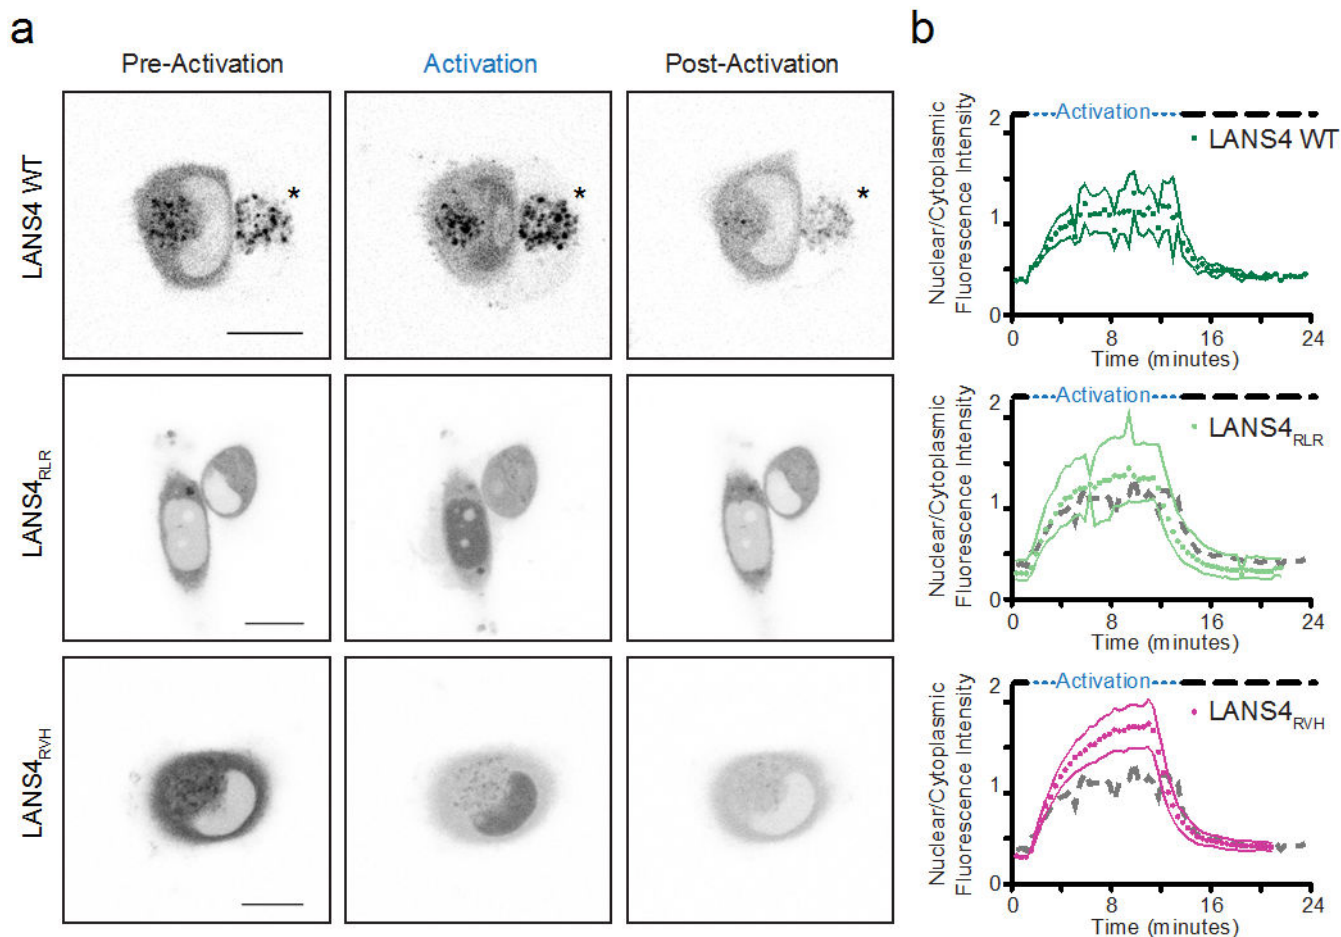 a
Pre-Activation
Activation
Post-Activation
LANS4 WT
*
*
*
LANS4RLR
LANS4RVH
b
Activation
LANS4 WT
Nuclear/Cytoplasmic
Fluorescence Intensity
2
1
0
0 8 16 24
Time (minutes)
Activation
LANS4RLR
Nuclear/Cytoplasmic
Fluorescence Intensity
2
1
0
0 8 16 24
Time (minutes)
Activation
LANS4RVH
Nuclear/Cytoplasmic
Fluorescence Intensity
2
1
0
0 8 16 24
Time (minutes)